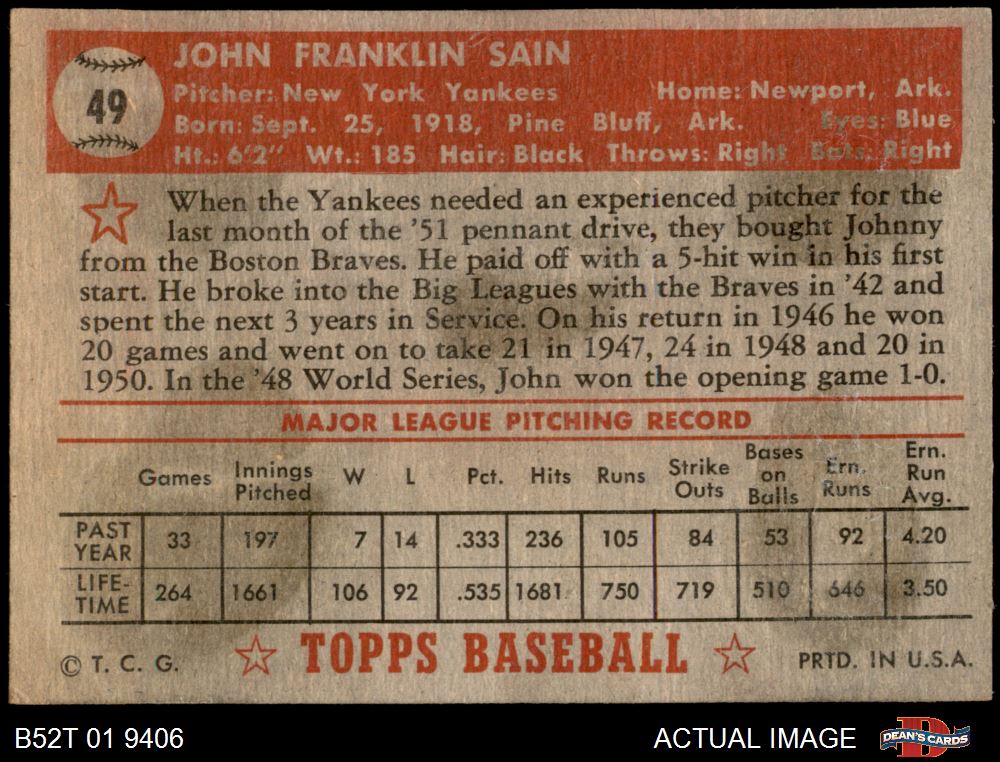 JOHN FRANKLIN SAIN
49
Pitcher: New York Yankees Home: Newport, Ark.
Born: Sept. 25, 1918, Pine Bluff, Ark. Eyes: Blue
Ht.: 6'2" Wt.: 185 Hair: Black Throws: Right Bats: Right
When the Yankees needed an experienced pitcher for the
last month of the '51 pennant drive, they bought Johnny
from the Boston Braves. He paid off with a 5-hit win in his first
start. He broke into the Big Leagues with the Braves in '42 and
spent the next 3 years in Service. On his return in 1946 he won
20 games and went on to take 21 in 1947, 24 in 1948 and 20 in
1950. In the '48 World Series, John won the opening game 1-0.
MAJOR LEAGUE PITCHING RECORD
Games Innings Pitched W L Pct. Hits Runs Strike Outs Bases on Balls Ern. Runs Ern. Run Avg.
PAST YEAR 33 197 7 14 .333 236 105 84 53 92 4.20
LIFE-TIME 264 1661 106 92 .535 1681 750 719 510 646 3.50
© T. C. G. TOPPS BASEBALL PRTD. IN U.S.A.
B52T 01 9406 ACTUAL IMAGE D DEAN'S CARDS